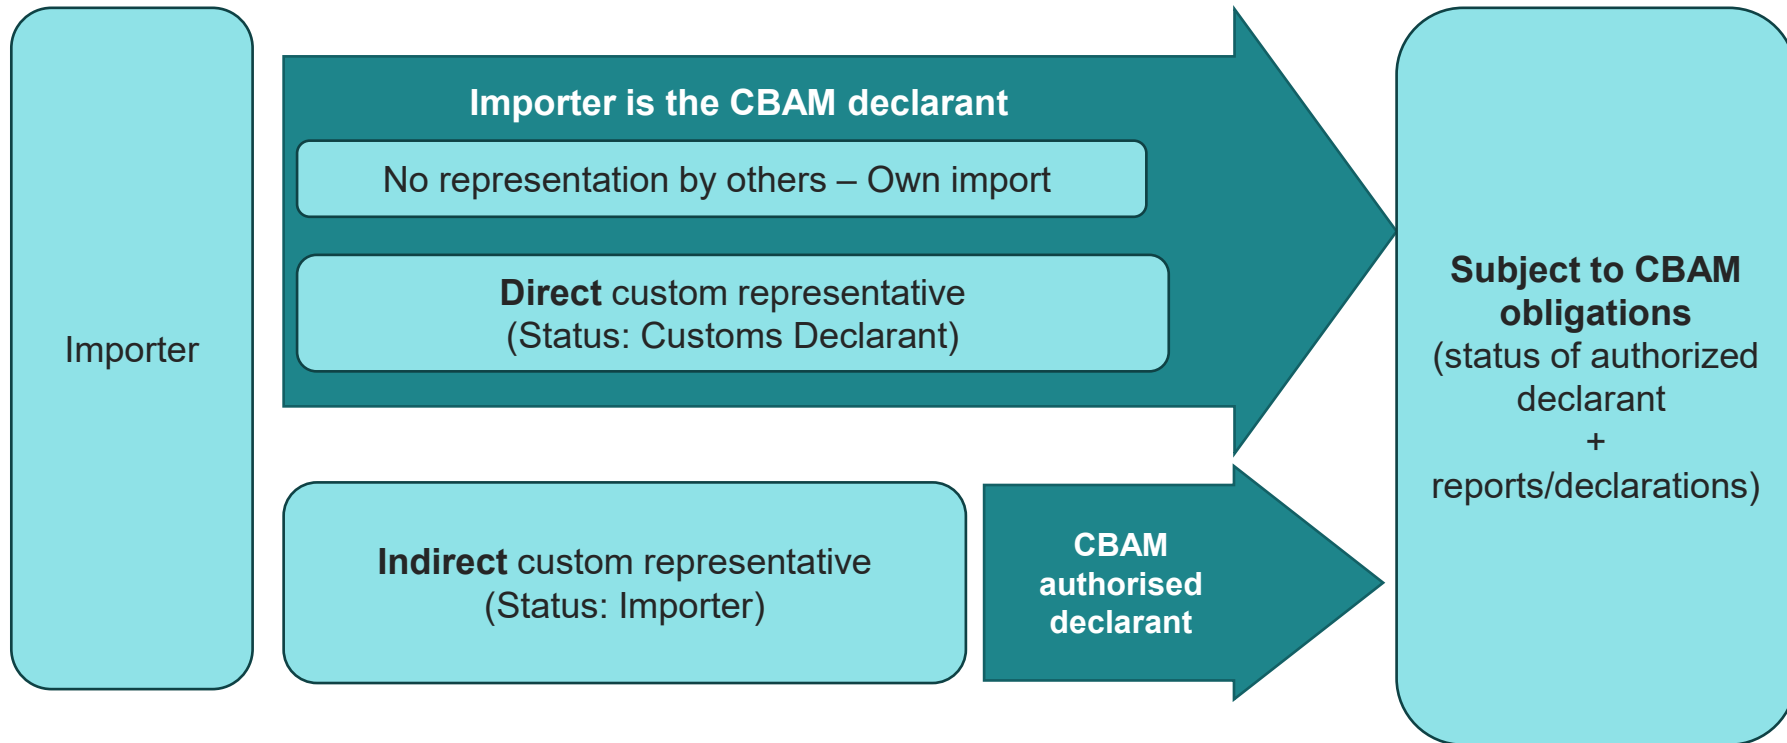 Importer
Importer is the CBAM declarant
No representation by others – Own import
Direct custom representative
(Status: Customs Declarant)
Indirect custom representative
(Status: Importer)
CBAM
authorised
declarant
Subject to CBAM
obligations
(status of authorized
declarant
+
reports/declarations)